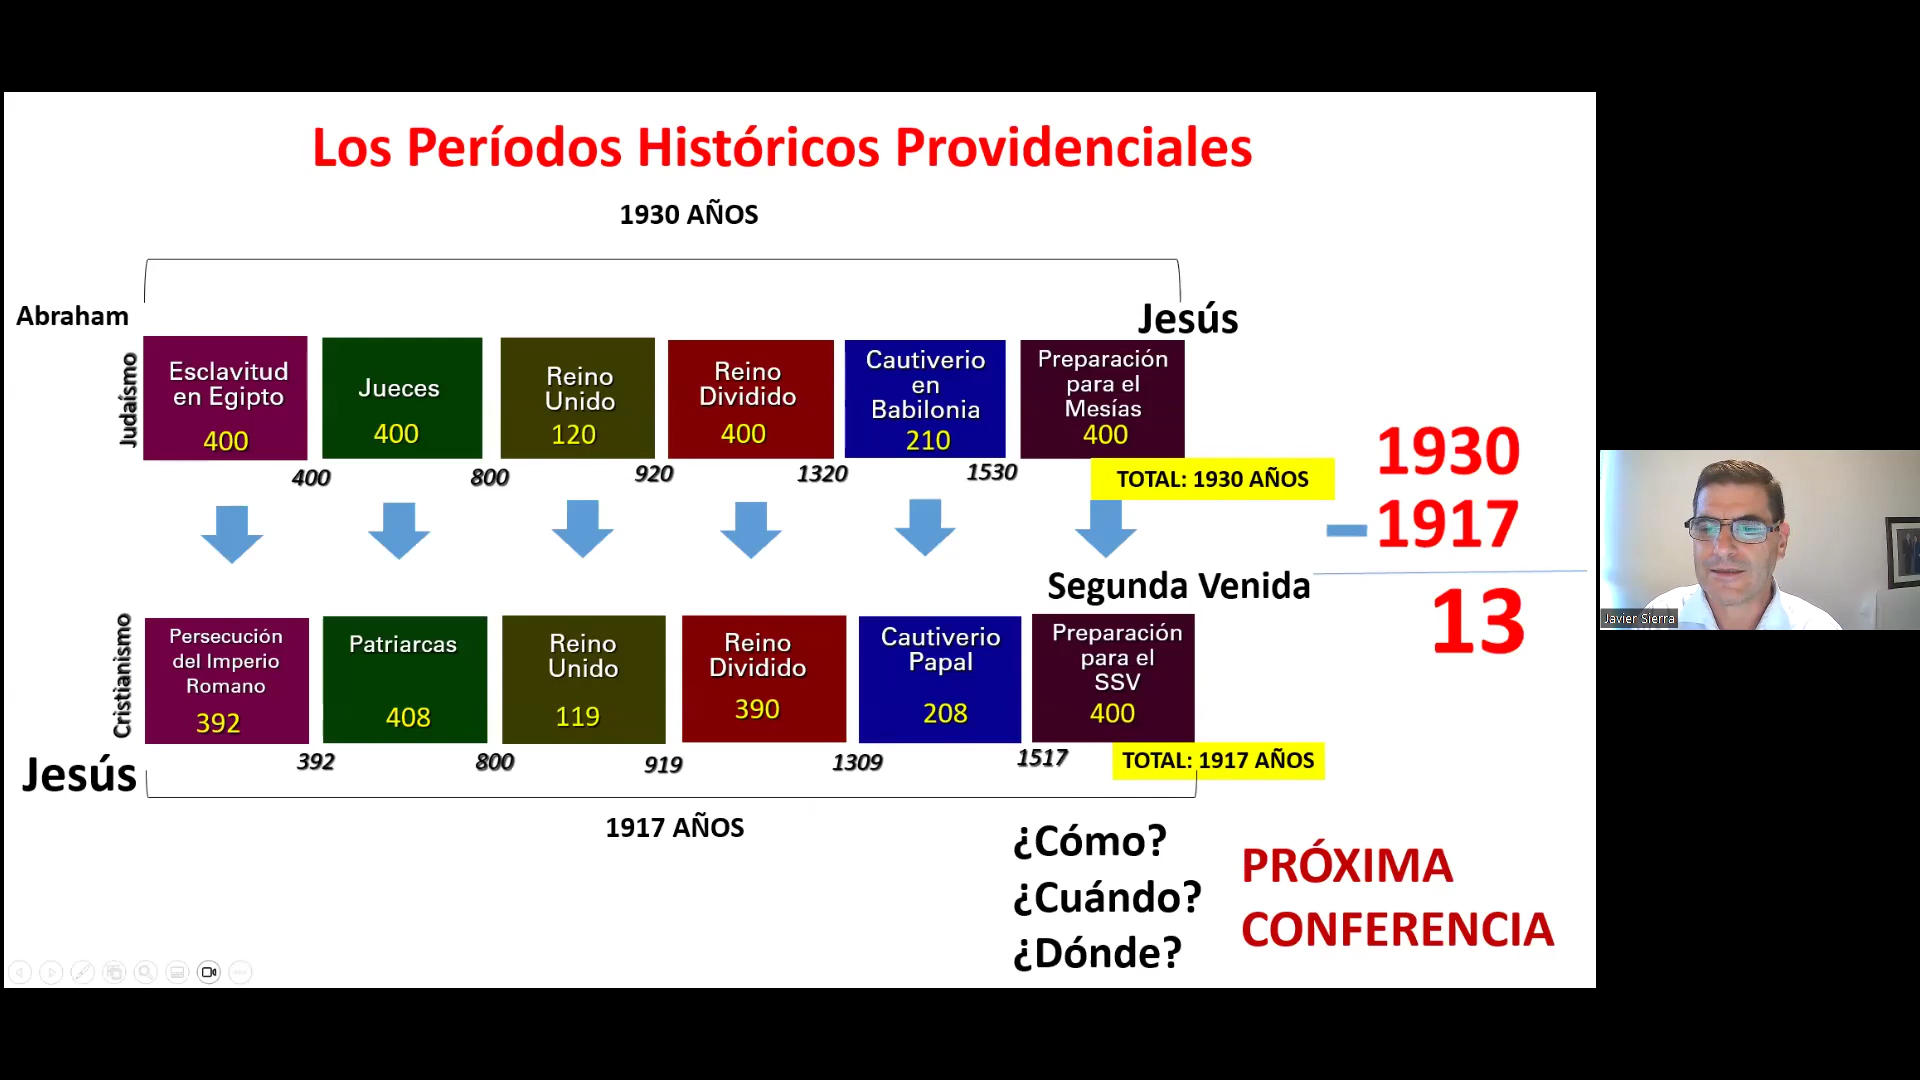 Los Períodos Históricos Providenciales
1930 AÑOS
Abraham
Jesús
Judaísmo
Esclavitud
en Egipto
400
Jueces
400
Reino
Unido
120
Reino
Dividido
400
Cautiverio
en
Babilonia
210
Preparación
para el
Mesías
400
400
800
920
1320
1530
TOTAL: 1930 AÑOS
1930
1917
13
Segunda Venida
Cristianismo
Persecución
del Imperio
Romano
392
Patriarcas
408
Reino
Unido
119
Reino
Dividido
390
Cautiverio
Papal
208
Preparación
para el
SSV
400
392
800
919
1309
1517
TOTAL: 1917 AÑOS
Jesús
1917 AÑOS
¿Cómo?
¿Cuándo?
¿Dónde?
PRÓXIMA
CONFERENCIA
Javier Sierra